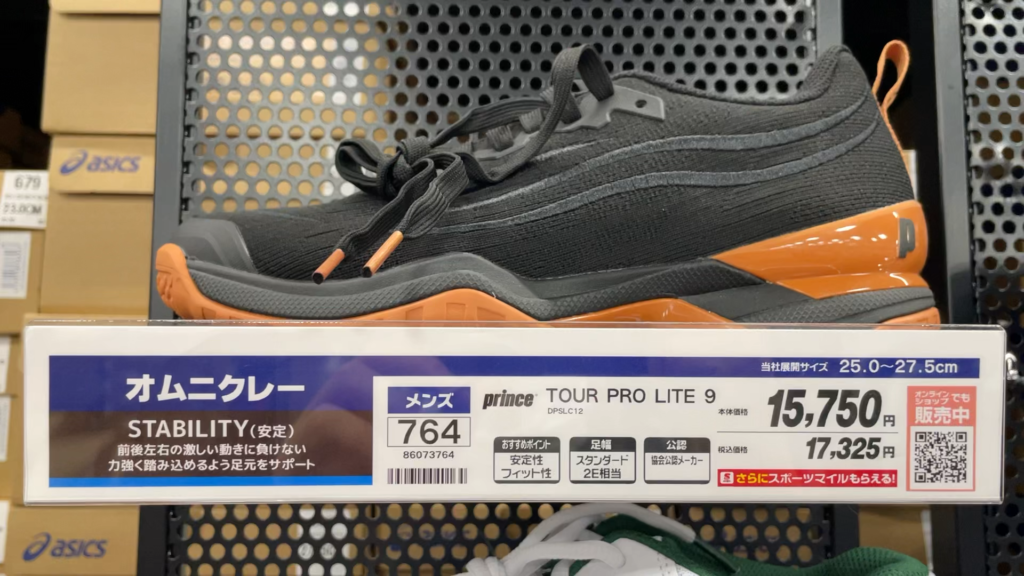 asics
679
23.0CM
P
当社展開サイズ 25.0～27.5cm
オムニクレー
STABILITY(安定)
前後左右の激しい動きに負けない
力強く踏み込めるよう足元をサポート
メンズ
764
86073764
prince TOUR PRO LITE 9
DPSLC12
おすすめポイント
安定性
フィット性
足幅
スタンダード
2E相当
公認
協会公認メーカー
本体価格 15,750円
税込価格 17,325円
さらにスポーツマイルもらえる!
オンライン
ショップでも
販売中
asics